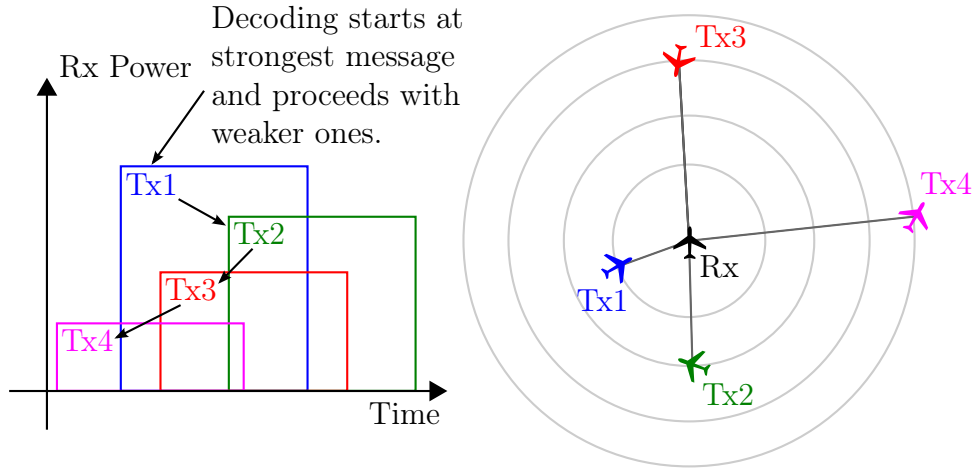 Decoding starts at
strongest message
and proceeds with
weaker ones.
Rx Power
Tx1
Tx2
Tx3
Tx4
Time
Tx3
Tx4
Rx
Tx1
Tx2